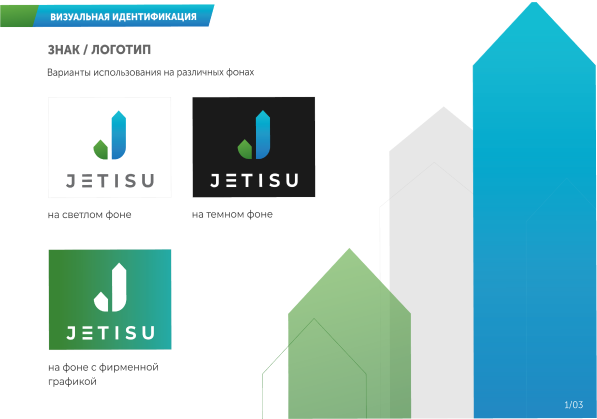 ВИЗУАЛЬНАЯ ИДЕНТИФИКАЦИЯ
ЗНАК / ЛОГОТИП
Варианты использования на различных фонах
JETISU
JETISU
на светлом фоне
на темном фоне
JETISU
на фоне с фирменной
графикой
1/03